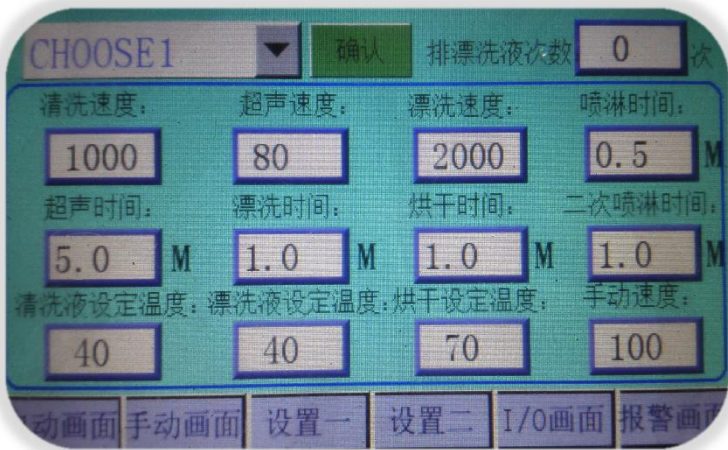 CHOOSE1 确认 排漂洗液次数 0 次
清洗速度: 超声速度: 漂洗速度: 喷淋时间:
1000 80 2000 0.5 M
超声时间: 漂洗时间: 烘干时间: 二次喷淋时间:
5.0 M 1.0 M 1.0 M 1.0 M
清洗液设定温度: 漂洗液设定温度: 烘干设定温度: 手动速度:
40 40 70 100
动画面 手动画面 设置一 设置二 I/O画面 报警画面